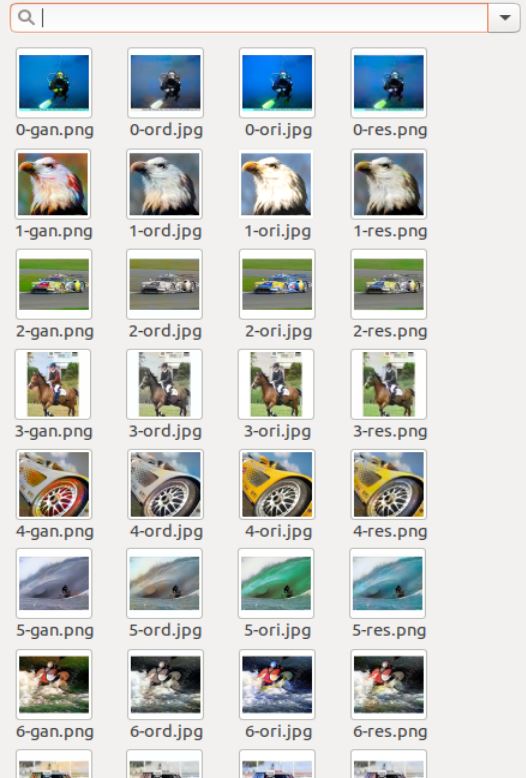 0-gan.png 0-ord.jpg 0-ori.jpg 0-res.png
1-gan.png 1-ord.jpg 1-ori.jpg 1-res.png
2-gan.png 2-ord.jpg 2-ori.jpg 2-res.png
3-gan.png 3-ord.jpg 3-ori.jpg 3-res.png
4-gan.png 4-ord.jpg 4-ori.jpg 4-res.png
5-gan.png 5-ord.jpg 5-ori.jpg 5-res.png
6-gan.png 6-ord.jpg 6-ori.jpg 6-res.png